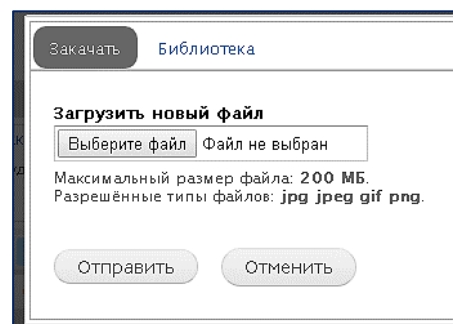 Закачать Библиотека
Загрузить новый файл
Выберите файл Файл не выбран
Максимальный размер файла: 200 МБ.
Разрешённые типы файлов: jpg jpeg gif png.
Отправить Отменить